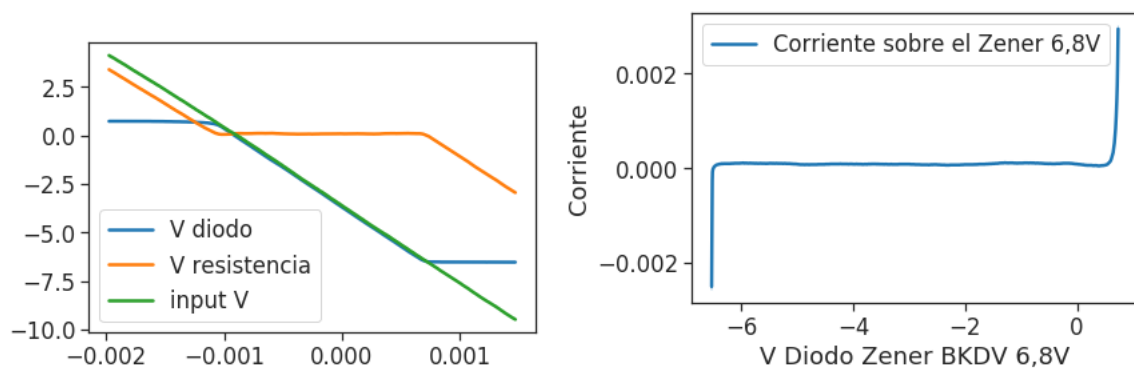 2.5
0.0
−2.5
−5.0
−7.5
−10.0
V diodo
V resistencia
input V
−0.002
−0.001
0.000
0.001
Corriente sobre el Zener 6,8V
0.002
0.000
−0.002
Corriente
−6
−4
−2
0
V Diodo Zener BKDV 6,8V